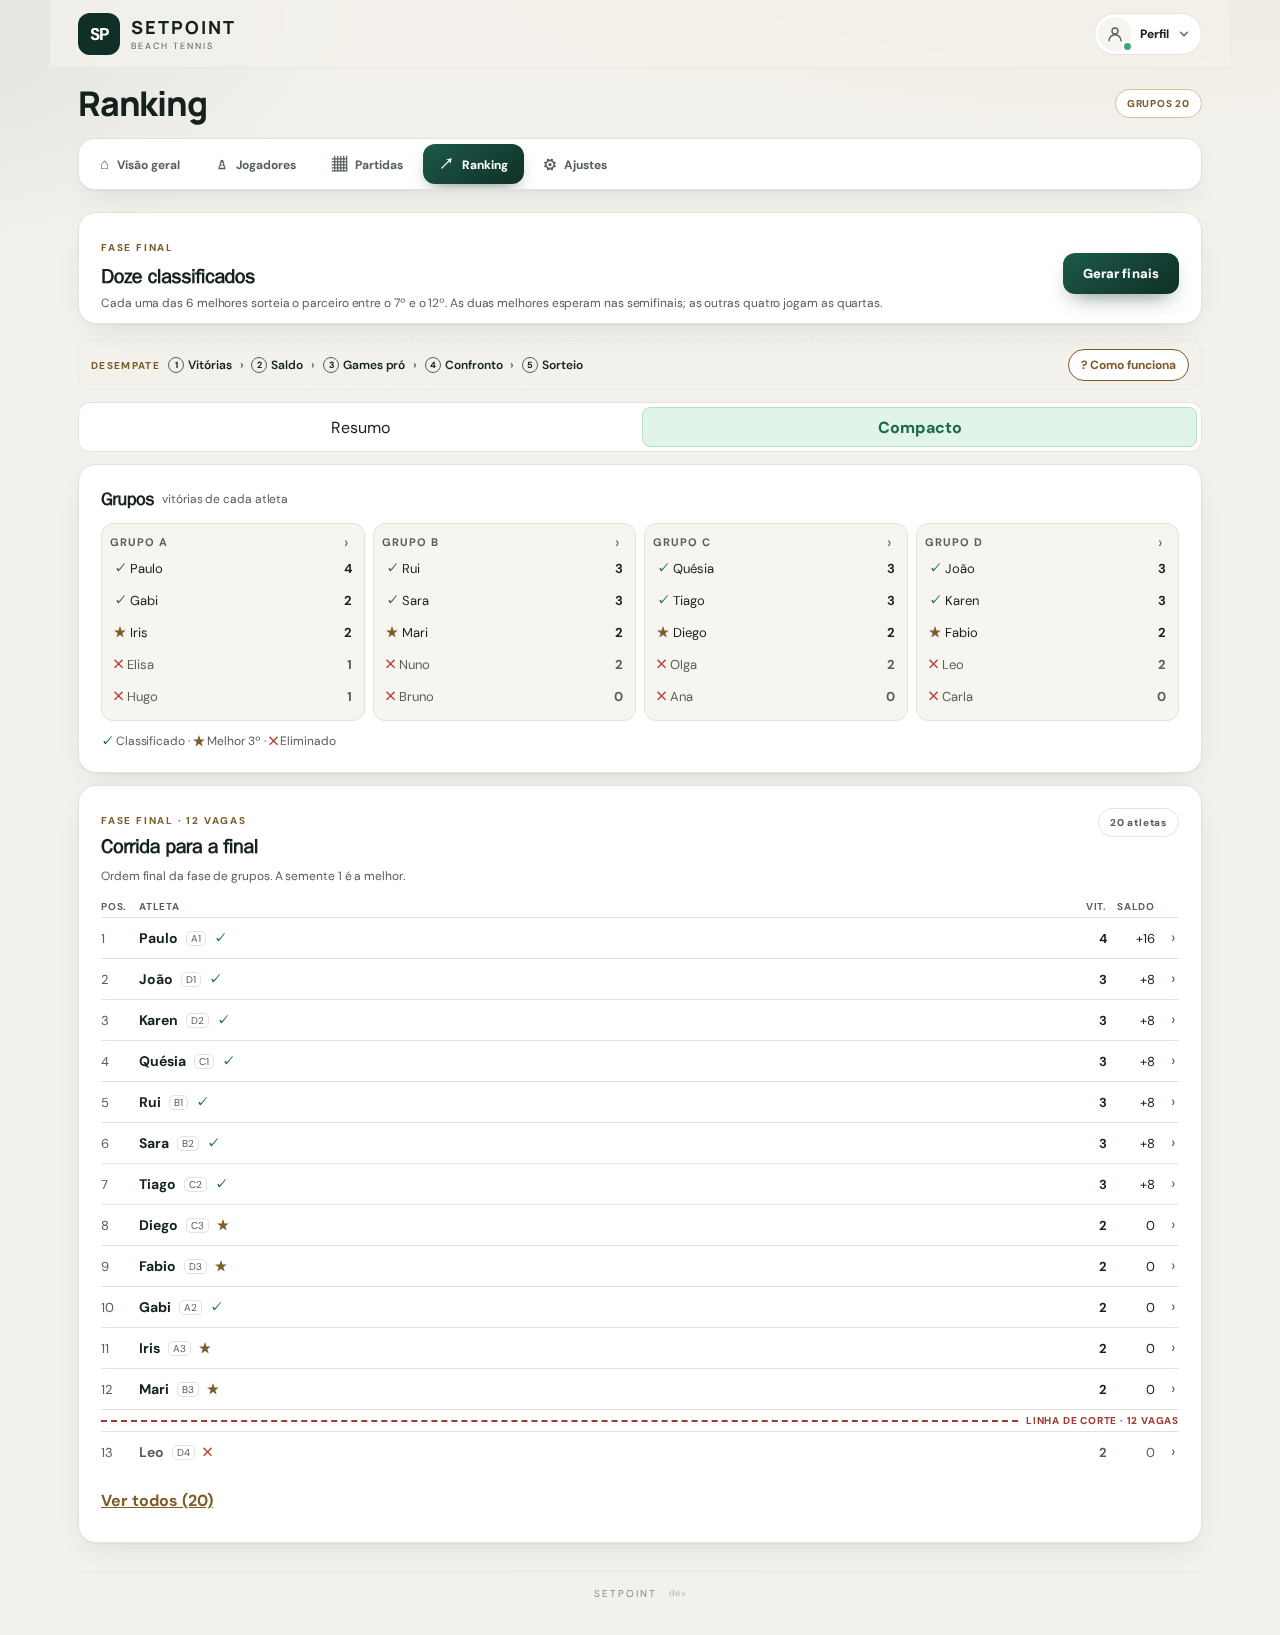 SP
SETPOINT
BEACH TENNIS
Perfil
Ranking
GRUPOS 20
⌂ Visão geral
♙ Jogadores
▦ Partidas
↗ Ranking
⚙ Ajustes
FASE FINAL
Doze classificados
Cada uma das 6 melhores sorteia o parceiro entre o 7º e o 12º. As duas melhores esperam nas semifinais; as outras quatro jogam as quartas.
Gerar finais
DESEMPATE 1 Vitórias › 2 Saldo › 3 Games pró › 4 Confronto › 5 Sorteio
? Como funciona
Resumo
Compacto
Grupos vitórias de cada atleta
GRUPO A ›
✓ Paulo 4
✓ Gabi 2
★ Iris 2
✕ Elisa 1
✕ Hugo 1
GRUPO B ›
✓ Rui 3
✓ Sara 3
★ Mari 2
✕ Nuno 2
✕ Bruno 0
GRUPO C ›
✓ Quésia 3
✓ Tiago 3
★ Diego 2
✕ Olga 2
✕ Ana 0
GRUPO D ›
✓ João 3
✓ Karen 3
★ Fabio 2
✕ Leo 2
✕ Carla 0
✓ Classificado · ★ Melhor 3º · ✕ Eliminado
FASE FINAL · 12 VAGAS
20 atletas
Corrida para a final
Ordem final da fase de grupos. A semente 1 é a melhor.
POS. ATLETA VIT. SALDO
1 Paulo A1 ✓ 4 +16 ›
2 João D1 ✓ 3 +8 ›
3 Karen D2 ✓ 3 +8 ›
4 Quésia C1 ✓ 3 +8 ›
5 Rui B1 ✓ 3 +8 ›
6 Sara B2 ✓ 3 +8 ›
7 Tiago C2 ✓ 3 +8 ›
8 Diego C3 ★ 2 0 ›
9 Fabio D3 ★ 2 0 ›
10 Gabi A2 ✓ 2 0 ›
11 Iris A3 ★ 2 0 ›
12 Mari B3 ★ 2 0 ›
LINHA DE CORTE · 12 VAGAS
13 Leo D4 ✕ 2 0 ›
Ver todos (20)
SETPOINT dev